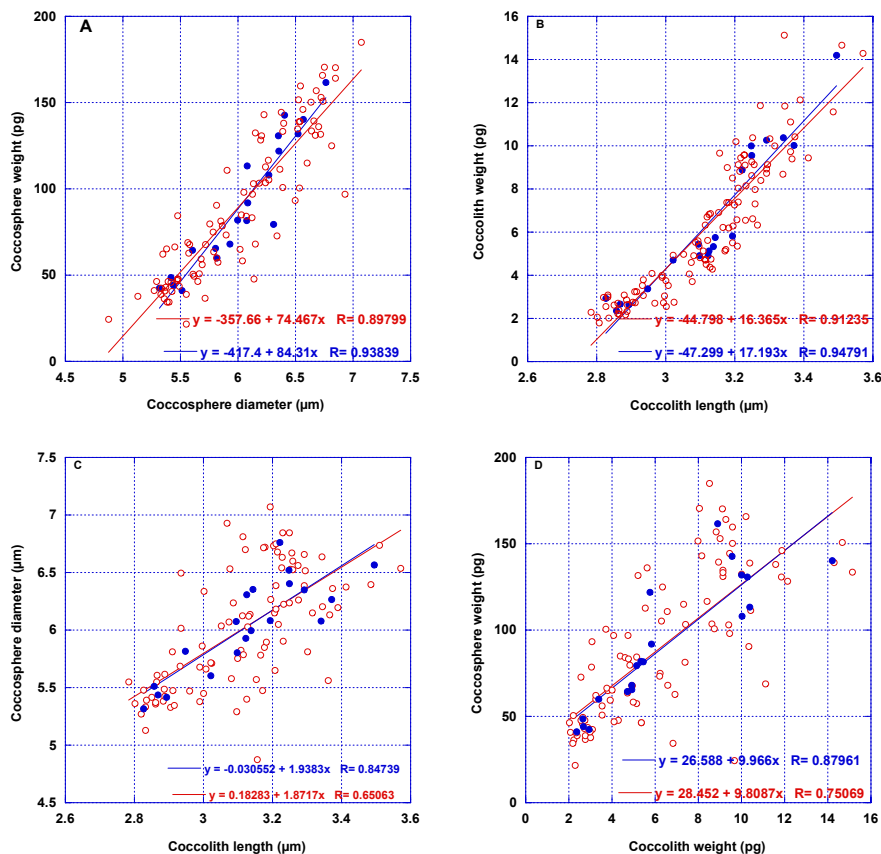 A
200
150
100
50
0
Coccosphere weight (pg)
y = -357.66 + 74.467x R= 0.89799
y = -417.4 + 84.31x R= 0.93839
4.5 5 5.5 6 6.5 7 7.5
Coccosphere diameter (µm)
B
16
14
12
10
8
6
4
2
0
Coccolith weight (pg)
y = -44.798 + 16.365x R= 0.91235
y = -47.299 + 17.193x R= 0.94791
2.6 2.8 3 3.2 3.4 3.6
Coccolith length (µm)
C
7.5
7
6.5
6
5.5
5
4.5
Coccosphere diameter (µm)
y = -0.030552 + 1.9383x R= 0.84739
y = 0.18283 + 1.8717x R= 0.65063
2.6 2.8 3 3.2 3.4 3.6
Coccolith length (µm)
D
200
150
100
50
0
Coccosphere weight (pg)
y = 26.588 + 9.966x R= 0.87961
y = 28.452 + 9.8087x R= 0.75069
0 2 4 6 8 10 12 14 16
Coccolith weight (pg)